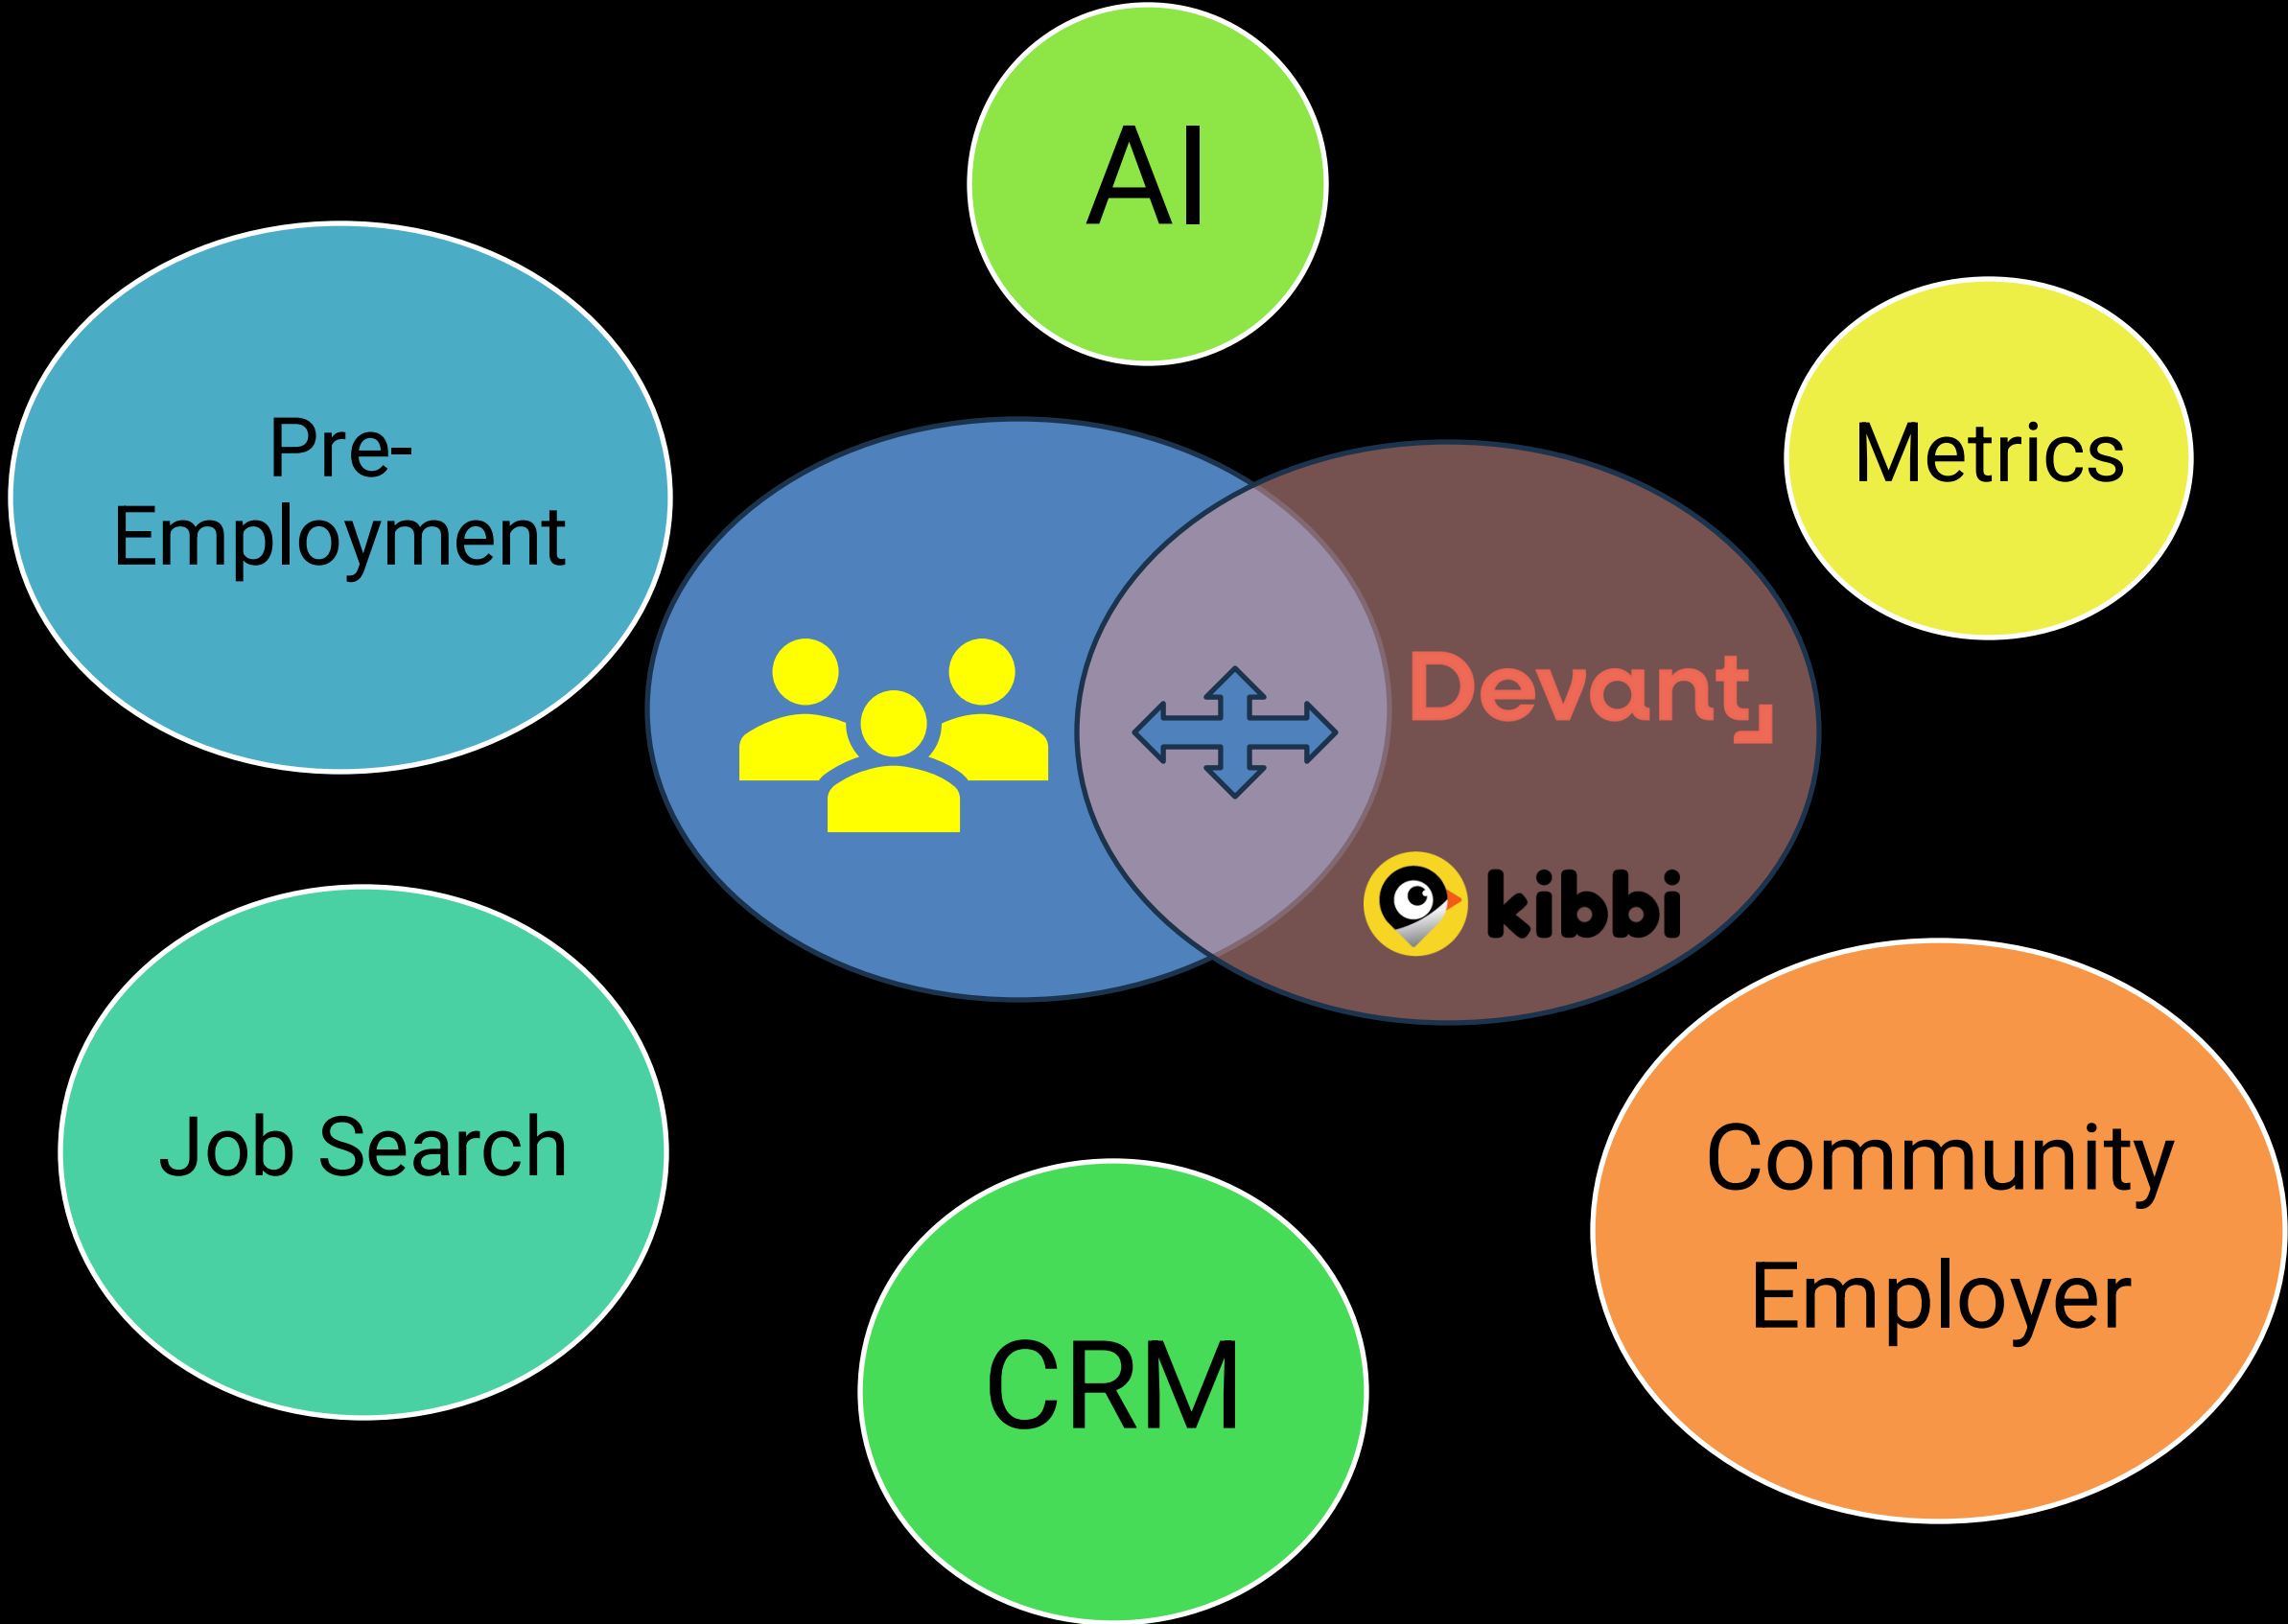 AI
Pre-
Employment
Metrics
Devant
kibbi
Job Search
Community
Employer
CRM